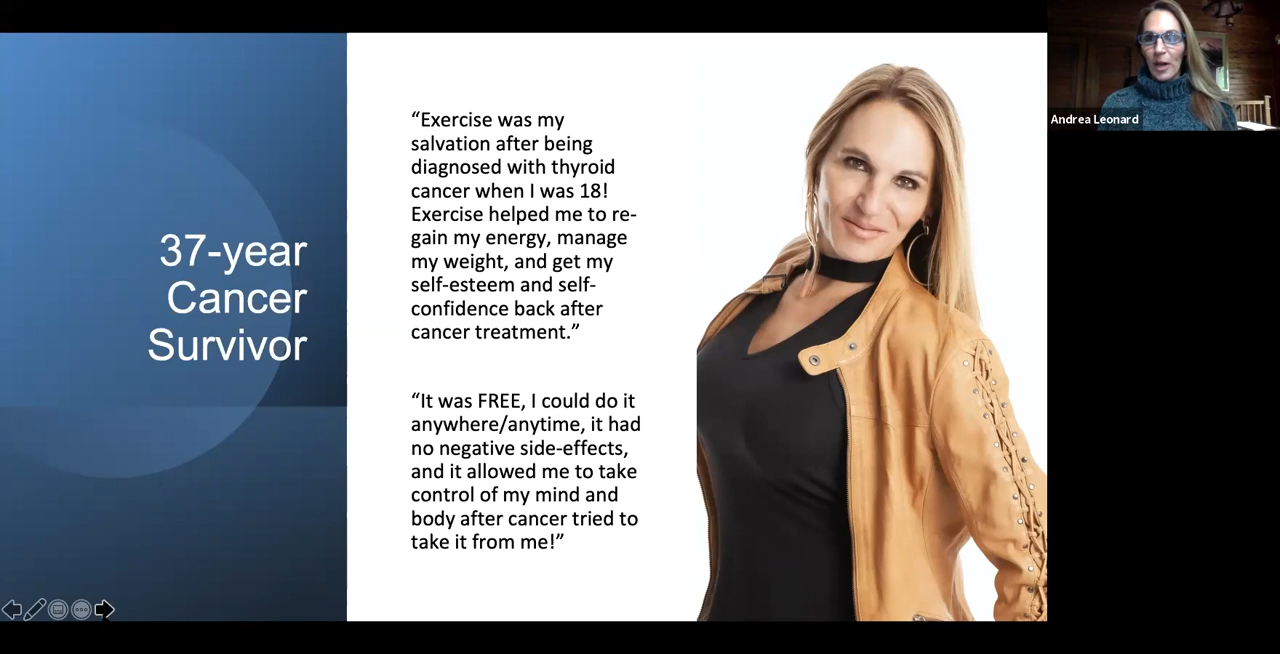 37-year
Cancer
Survivor
“Exercise was my
salvation after being
diagnosed with thyroid
cancer when I was 18!
Exercise helped me to re-
gain my energy, manage
my weight, and get my
self-esteem and self-
confidence back after
cancer treatment.”
“It was FREE, I could do it
anywhere/anytime, it had
no negative side-effects,
and it allowed me to take
control of my mind and
body after cancer tried to
take it from me!”
Andrea Leonard